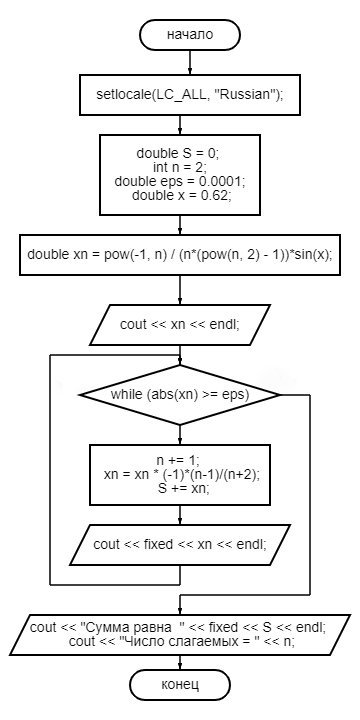 начало
setlocale(LC_ALL, "Russian");
double S = 0;
int n = 2;
double eps = 0.0001;
double x = 0.62;
double xn = pow(-1, n) / (n*(pow(n, 2) - 1))*sin(x);
cout << xn << endl;
while (abs(xn) >= eps)
n += 1;
xn = xn * (-1)*(n-1)/(n+2);
S += xn;
cout << fixed << xn << endl;
cout << "Сумма равна  " << fixed << S << endl;
cout << "Число слагаемых = " << n;
конец